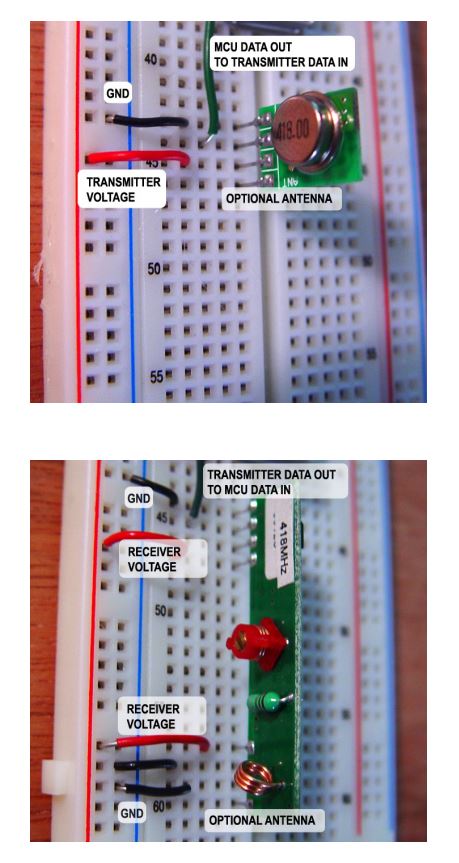 MCU DATA OUT
TO TRANSMITTER DATA IN
40
GND
418.00
45
TRANSMITTER
VOLTAGE
ANT
OPTIONAL ANTENNA
50
55
TRANSMITTER DATA OUT
TO MCU DATA IN
GND
45
418MHz
RECEIVER
VOLTAGE
50
RECEIVER
VOLTAGE
GND
60
OPTIONAL ANTENNA